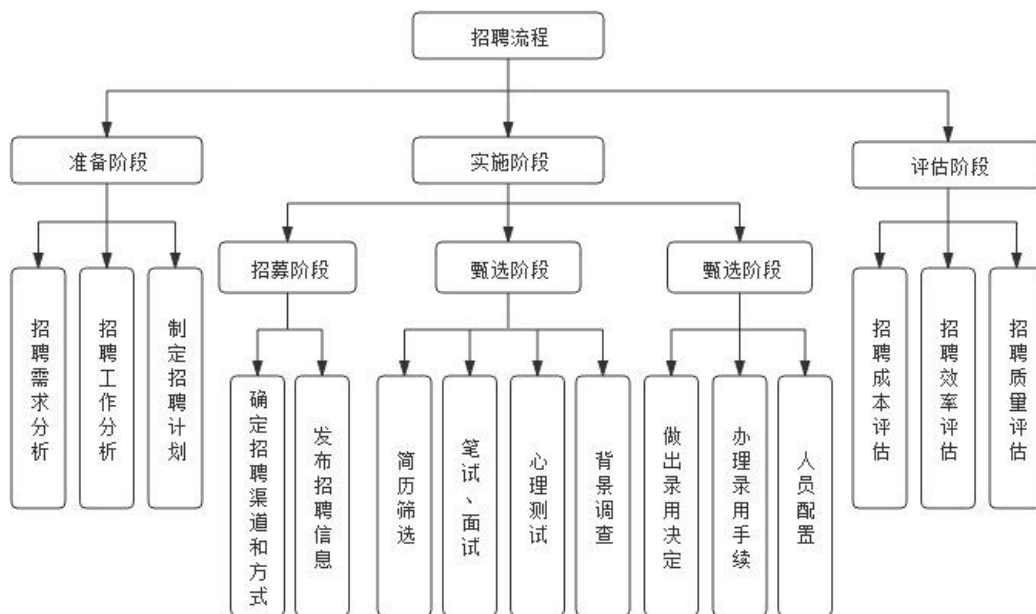 招聘流程
准备阶段
实施阶段
评估阶段
招募阶段
甄选阶段
甄选阶段
招聘需求分析
招聘工作分析
制定招聘计划
确定招聘渠道和方式
发布招聘信息
简历筛选
笔试、面试
心理测试
背景调查
做出录用决定
办理录用手续
人员配置
招聘成本评估
招聘效率评估
招聘质量评估